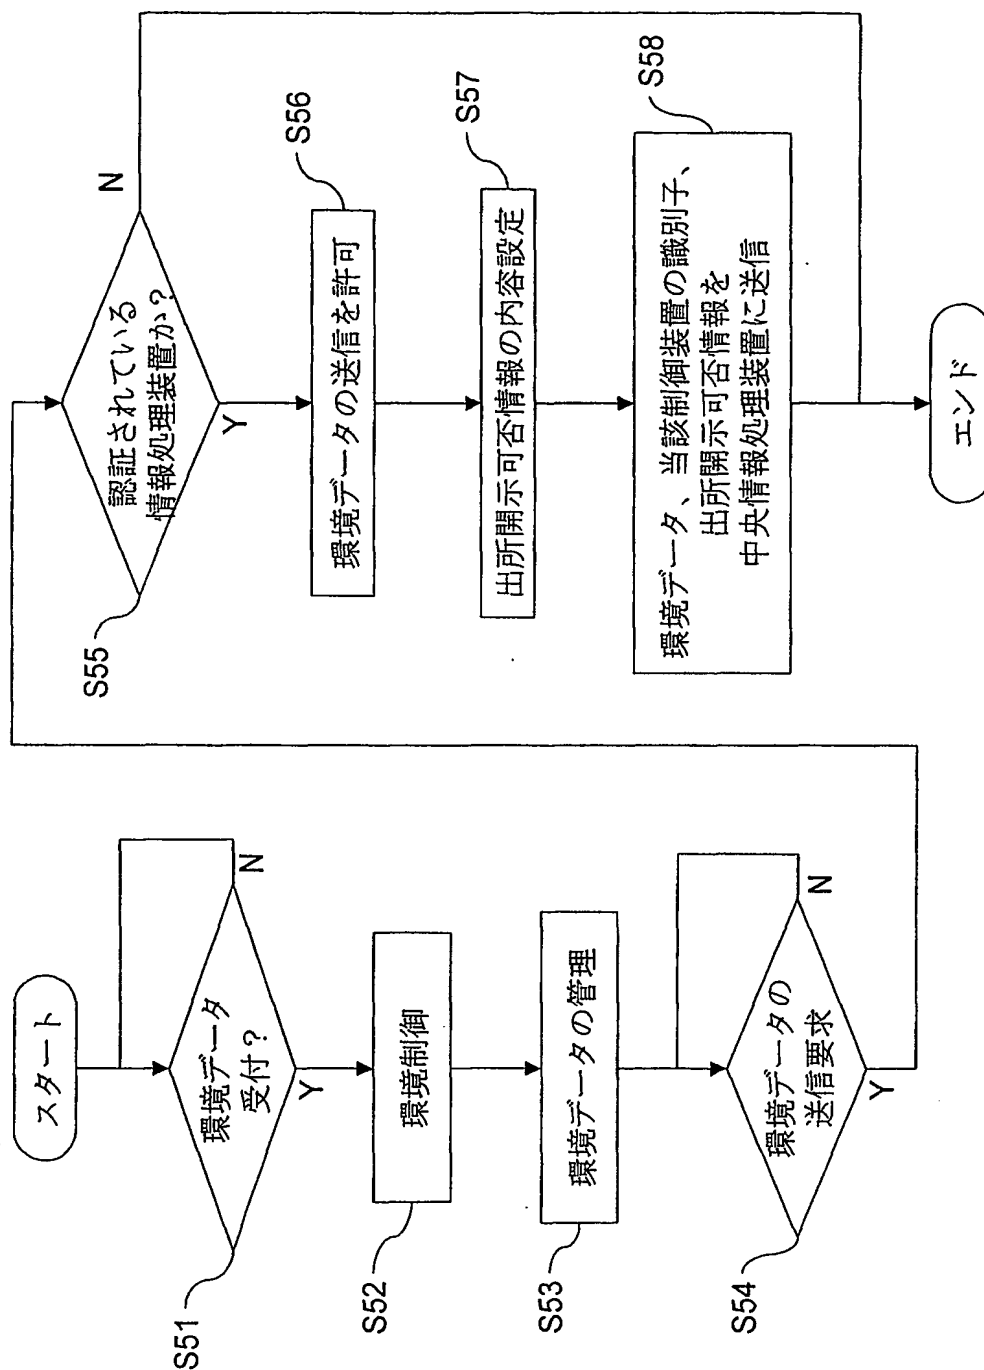 スタート
S51
環境データ
受付？
N
Y
S52
環境制御
S53
環境データの管理
S54
環境データの
送信要求
N
Y
S55
認証されている
情報処理装置か？
N
Y
S56
環境データの送信を許可
S57
出所開示可否情報の内容設定
S58
環境データ、当該制御装置の識別子、
出所開示可否情報を
中央情報処理装置に送信
エンド